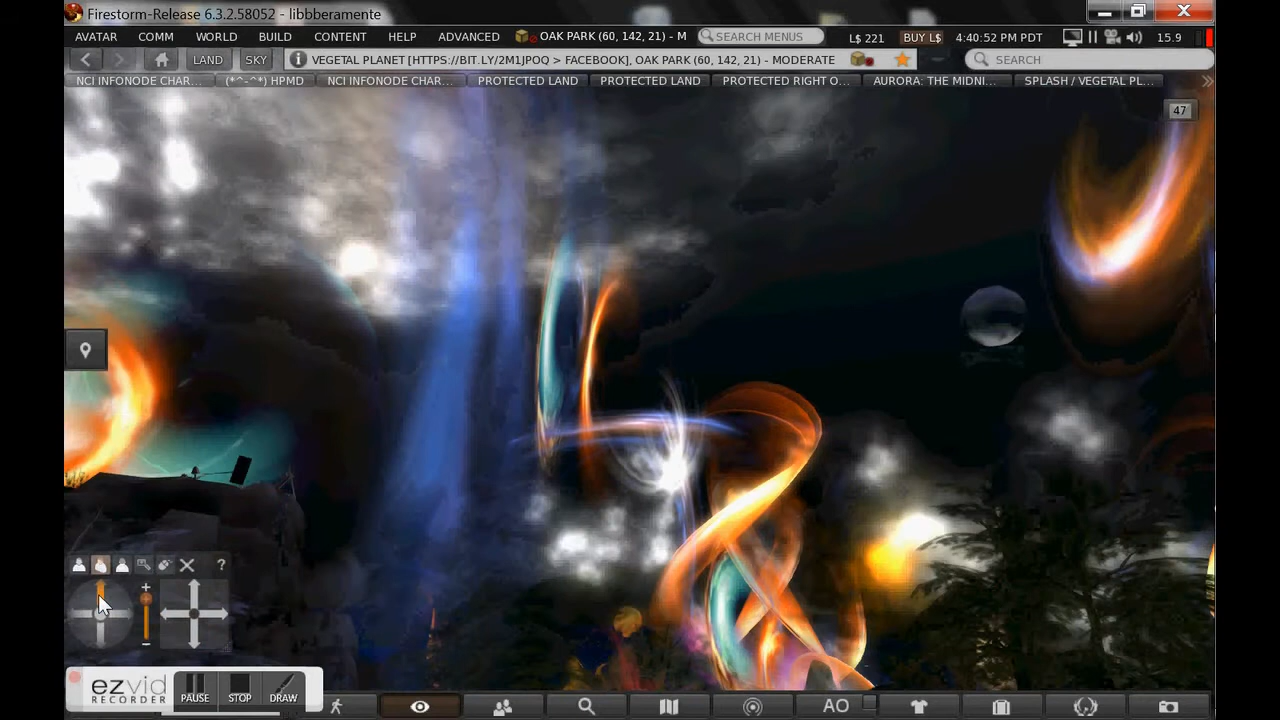 Firestorm-Release 6.3.2.58052 - libbberamente
AVATAR COMM WORLD BUILD CONTENT HELP ADVANCED OAK PARK (60, 142, 21) - M SEARCH MENUS L$ 221 BUY L$ 4:40:52 PM PDT 15.9
LAND SKY VEGETAL PLANET [HTTPS://BIT.LY/2N1JPOQ > FACEBOOK], OAK PARK (60, 142, 21) - MODERATE SEARCH
NCI INFONODE CHAR... (*^-^*) HPMD NCI INFONODE CHAR... PROTECTED LAND PROTECTED LAND PROTECTED RIGHT O... AURORA: THE MIDNI... SPLASH / VEGETAL PL...
47
?
ezvid
RECORDER
PAUSE STOP DRAW
AO